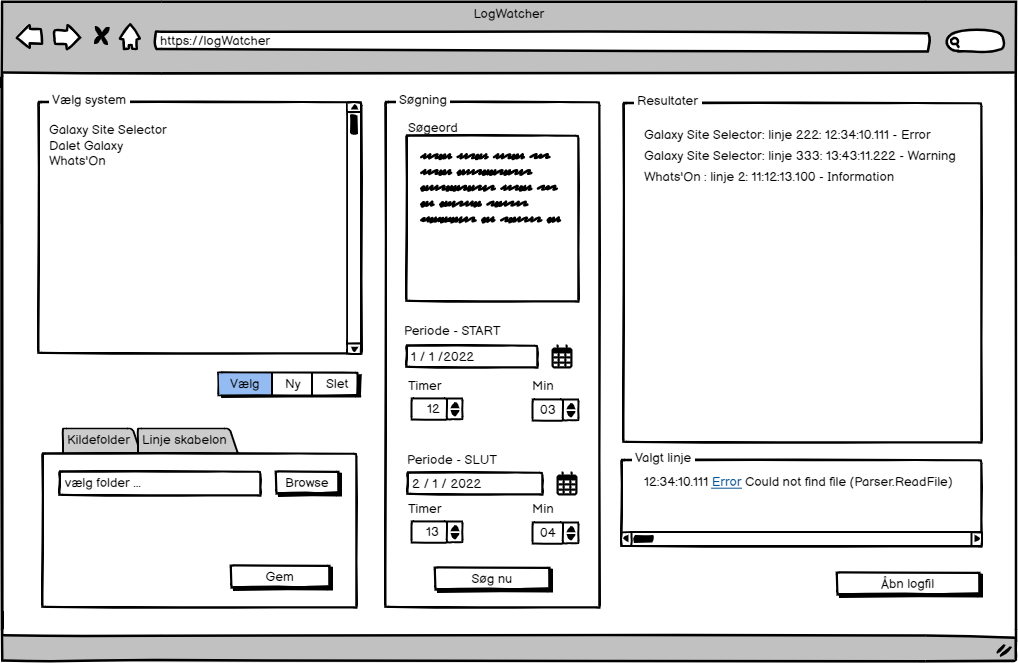 LogWatcher
https://logWatcher
Vælg system
Galaxy Site Selector
Dalet Galaxy
Whats'On
Vælg
Ny
Slet
Kildefolder
Linje skabelon
vælg folder ...
Browse
Gem
Søgning
Søgeord
Periode - START
1 / 1 /2022
Timer
Min
12
03
Periode - SLUT
2 / 1 / 2022
Timer
Min
13
04
Søg nu
Resultater
Galaxy Site Selector: linje 222: 12:34:10.111 - Error
Galaxy Site Selector: linje 333: 13:43:11.222 - Warning
Whats'On : linje 2: 11:12:13.100 - Information
Valgt linje
12:34:10.111 Error Could not find file (Parser.ReadFile)
Åbn logfil